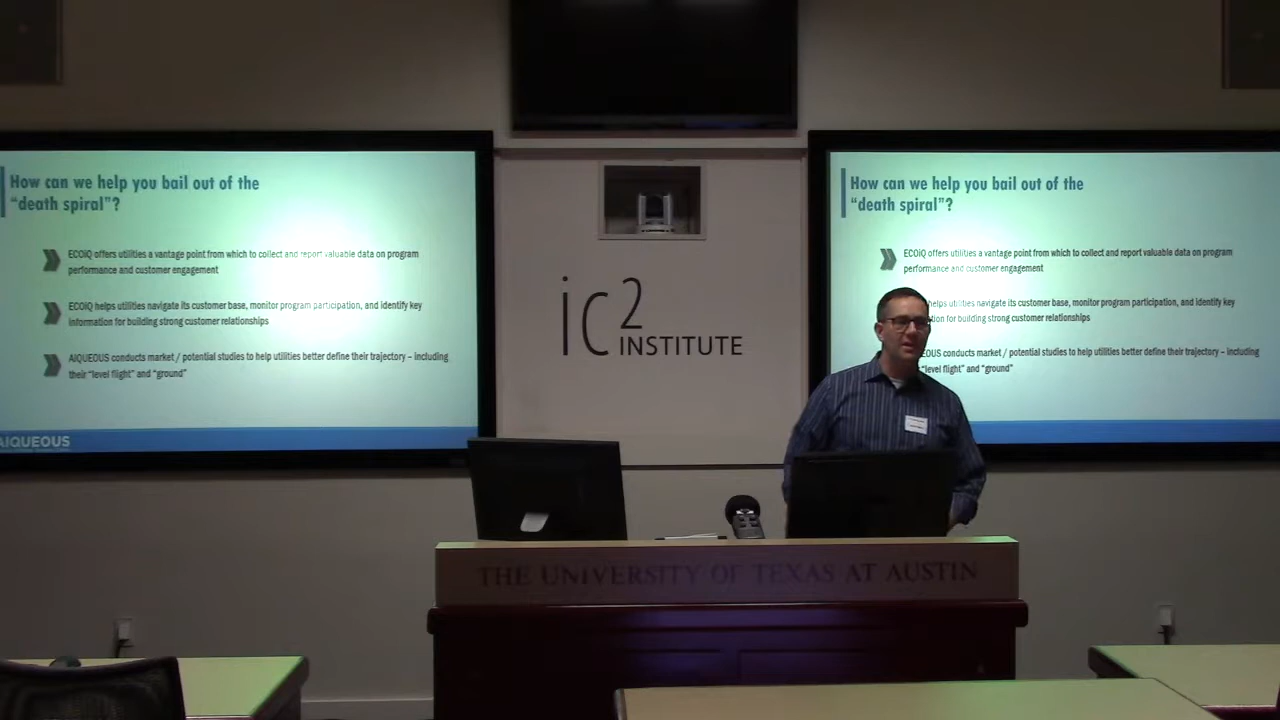 How can we help you bail out of the
“death spiral”?
ECOiQ offers utilities a vantage point from which to collect and report valuable data on program
performance and customer engagement
ECOiQ helps utilities navigate its customer base, monitor program participation, and identify key
information for building strong customer relationships
AIQUEOUS conducts market / potential studies to help utilities better define their trajectory – including
their “level flight” and “ground”
AIQUEOUS
ic2
INSTITUTE
How can we help you bail out of the
“death spiral”?
ECOiQ offers utilities a vantage point from which to collect and report valuable data on program
performance and customer engagement
helps utilities navigate its customer base, monitor program participation, and identify key
tion for building strong customer relationships
EOUS conducts market / potential studies to help utilities better define their trajectory – including
“level flight” and “ground”
THE UNIVERSITY OF TEXAS AT AUSTIN